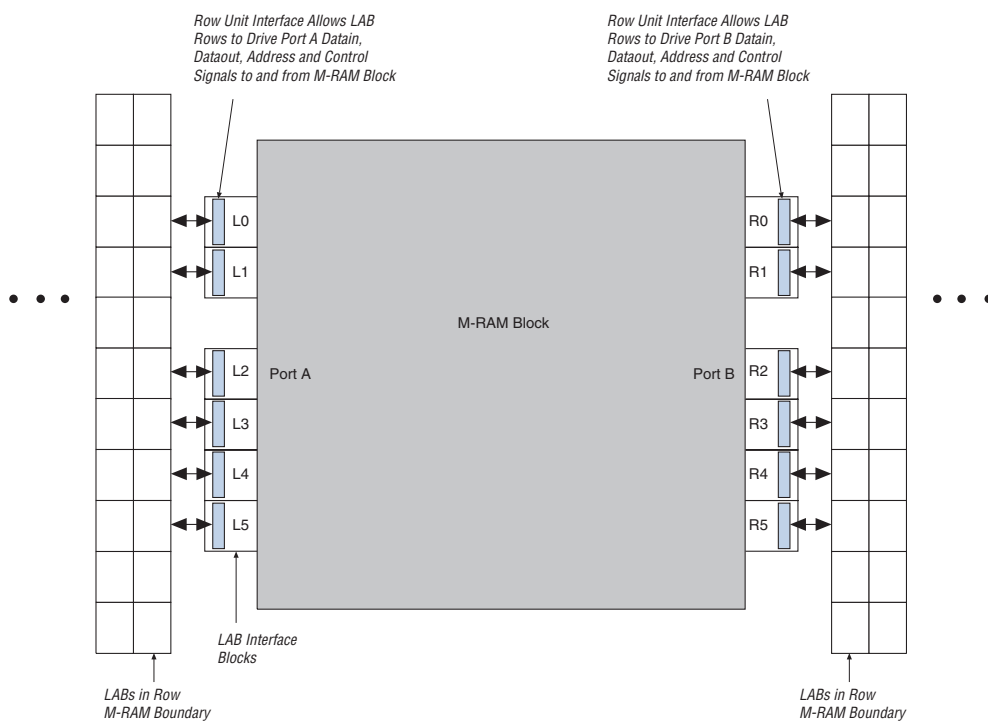 Row Unit Interface Allows LAB
Rows to Drive Port A Datain,
Dataout, Address and Control
Signals to and from M-RAM Block
Row Unit Interface Allows LAB
Rows to Drive Port B Datain,
Dataout, Address and Control
Signals to and from M-RAM Block
L0
R0
L1
R1
M-RAM Block
L2
Port A
Port B
R2
L3
R3
L4
R4
L5
R5
LAB Interface
Blocks
LABs in Row
M-RAM Boundary
LABs in Row
M-RAM Boundary